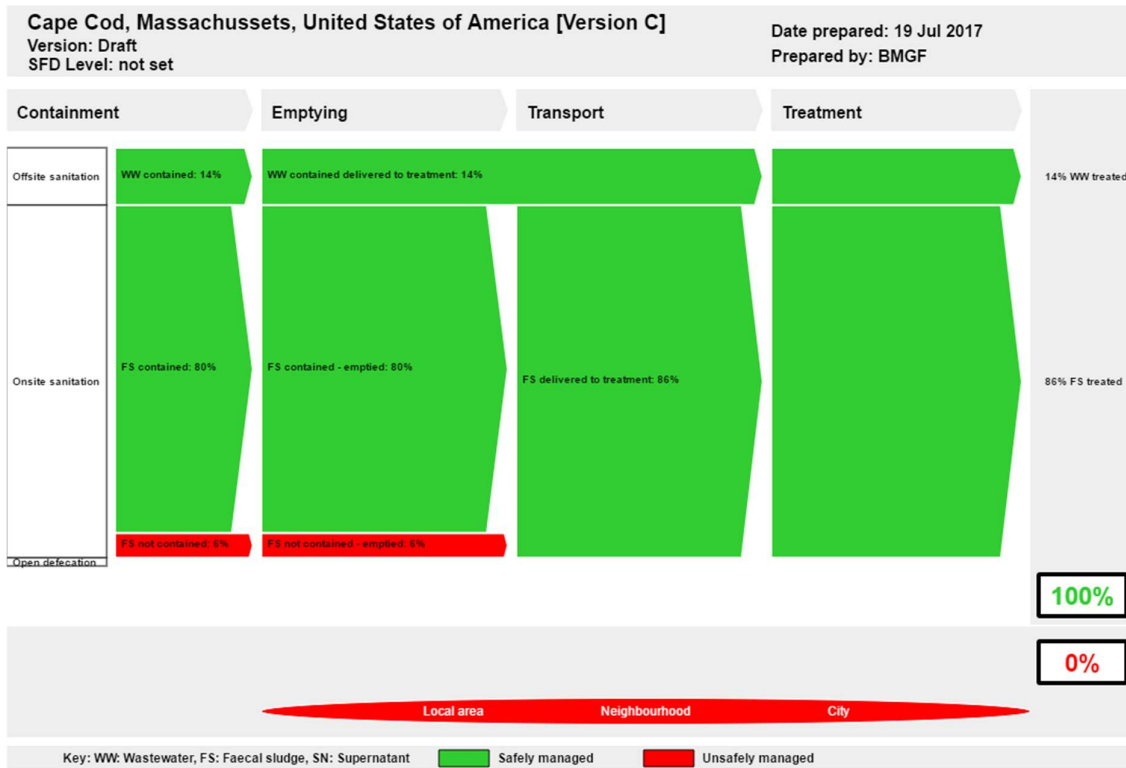 Cape Cod, Massachussets, United States of America [Version C]
Version: Draft
SFD Level: not set
Date prepared: 19 Jul 2017
Prepared by: BMGF
Containment
Emptying
Transport
Treatment
Offsite sanitation
WW contained: 14%
WW contained delivered to treatment: 14%
14% WW treated
Onsite sanitation
FS contained: 80%
FS contained - emptied: 80%
FS delivered to treatment: 86%
86% FS treated
FS not contained: 6%
FS not contained - emptied: 6%
Open defecation
100%
0%
Local area
Neighbourhood
City
Key: WW: Wastewater, FS: Faecal sludge, SN: Supernatant
Safely managed
Unsafely managed